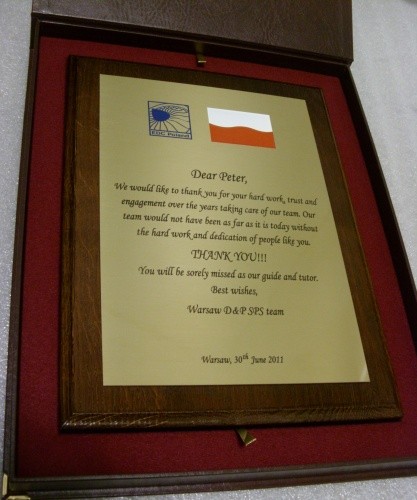 Dear Peter,
We would like to thank you for your hard work, trust and
engagement over the years taking care of our team. Our
team would not have been as far as it is today without
the hard work and dedication of people like you.
THANK YOU!!!
You will be sorely missed as our guide and tutor.
Best wishes,
Warsaw D&P SPS team
Warsaw, 30th June 2011